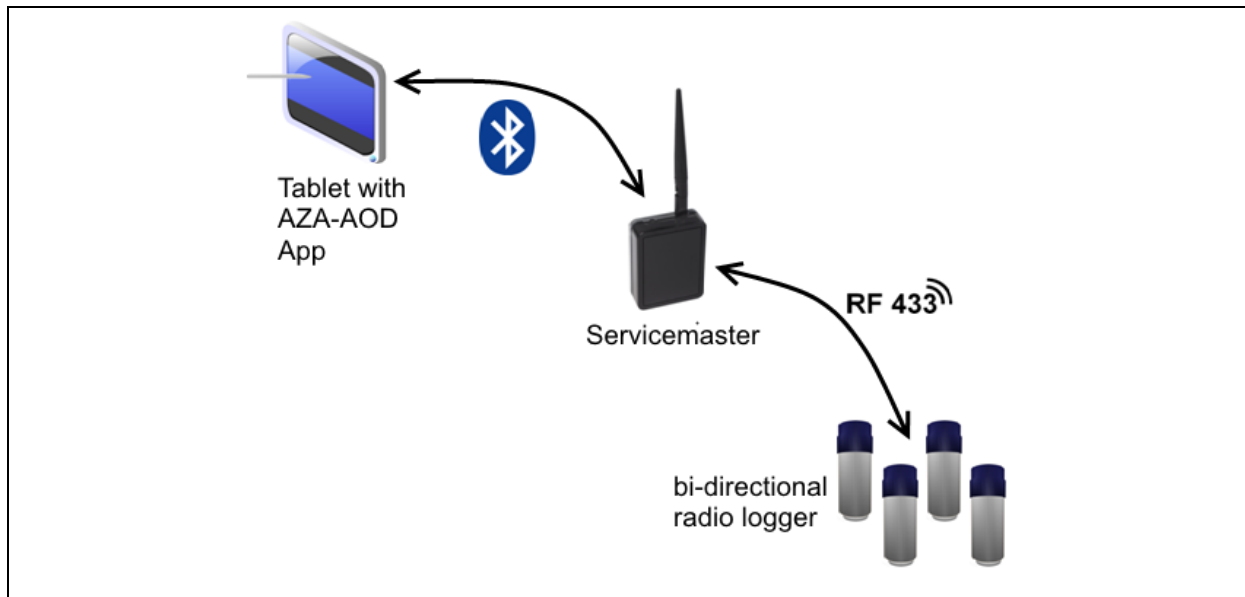 Tablet with
AZA-AOD
App
Servicemaster
RF 433
bi-directional
radio logger